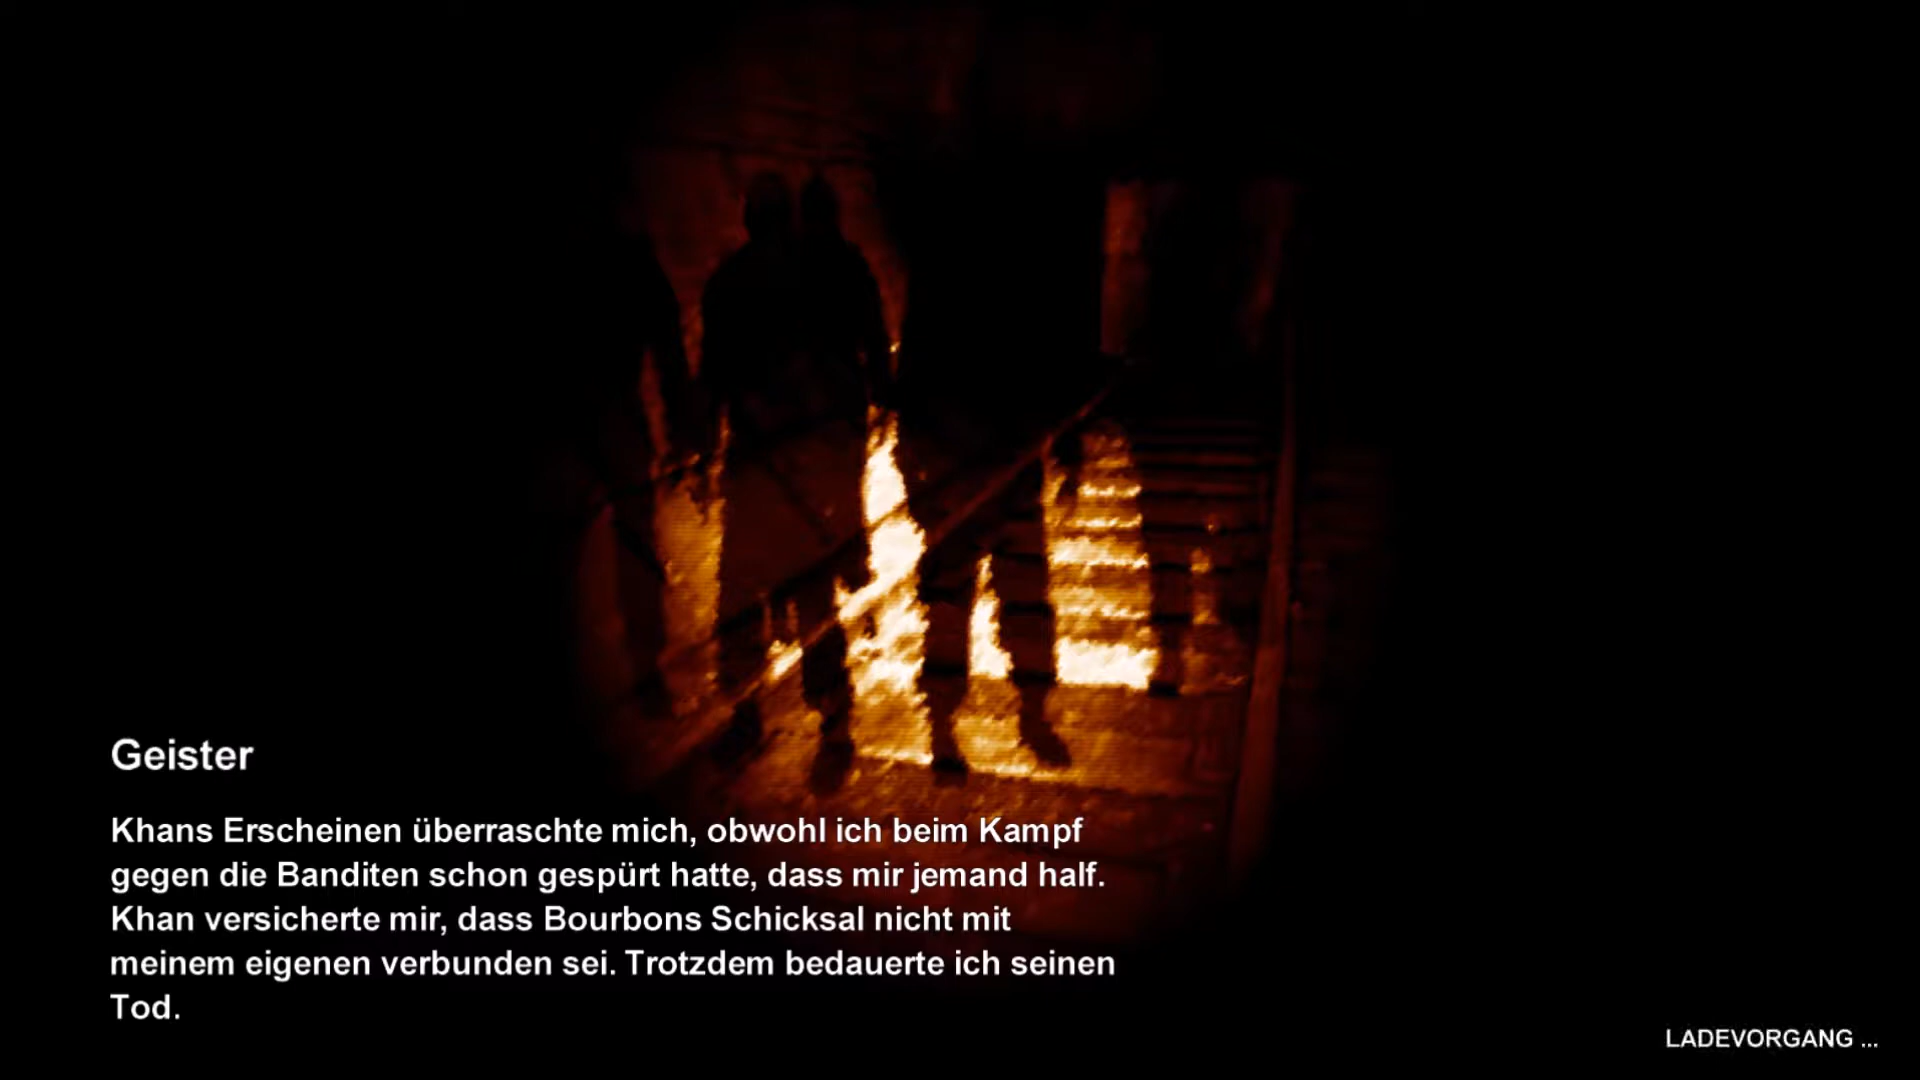 Geister
Khans Erscheinen überraschte mich, obwohl ich beim Kampf
gegen die Banditen schon gespürt hatte, dass mir jemand half.
Khan versicherte mir, dass Bourbons Schicksal nicht mit
meinem eigenen verbunden sei. Trotzdem bedauerte ich seinen
Tod.
LADEVORGANG ...